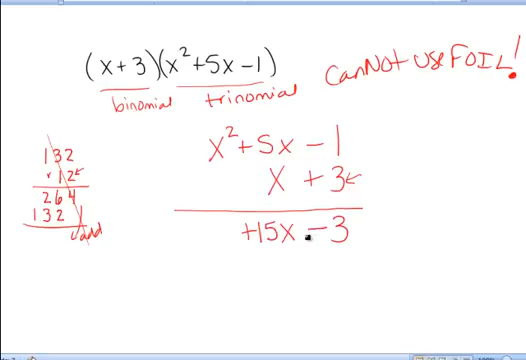 (x+3)(x²+5x-1)
binomial trinomial
CanNot use FOIL!
132
· 12
264
132
add
x²+5x-1
x+3
+15x-3